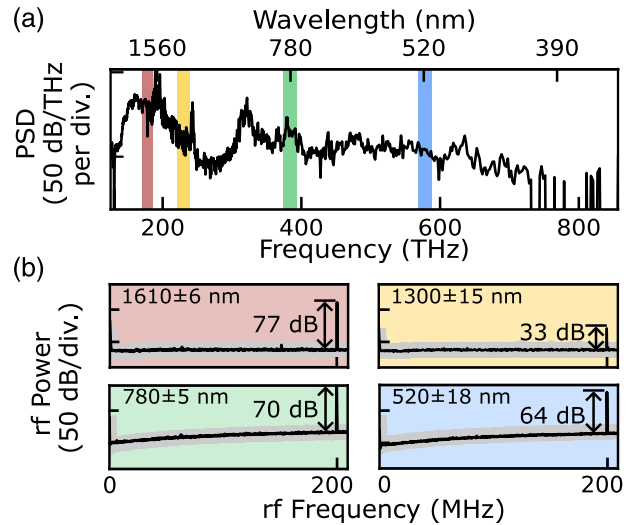 (a)
Wavelength (nm)
1560 780 520 390
PSD
(50 dB/THz
per div.)
200 400 600 800
Frequency (THz)
(b)
1610±6 nm
77 dB
1300±15 nm
33 dB
rf Power
(50 dB/div.)
780±5 nm
70 dB
520±18 nm
64 dB
0 200 0 200
rf Frequency (MHz)